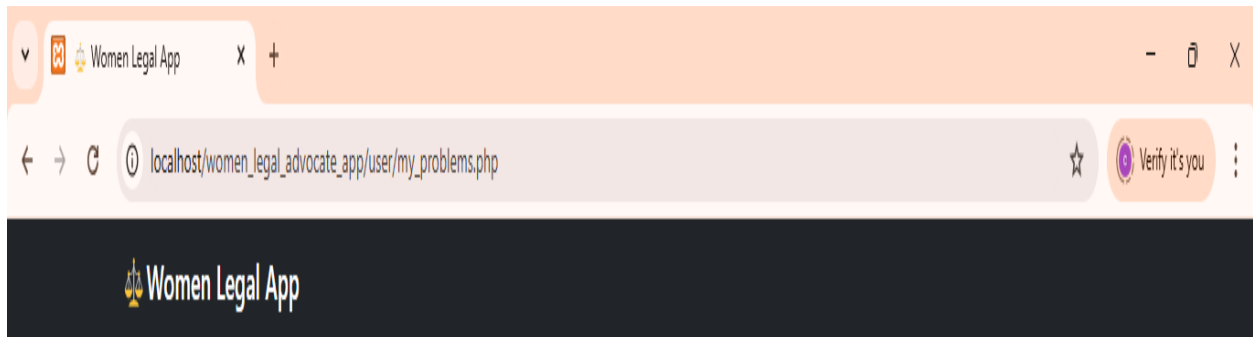 Women Legal App
localhost/women_legal_advocate_app/user/my_problems.php
Verify it's you
Women Legal App